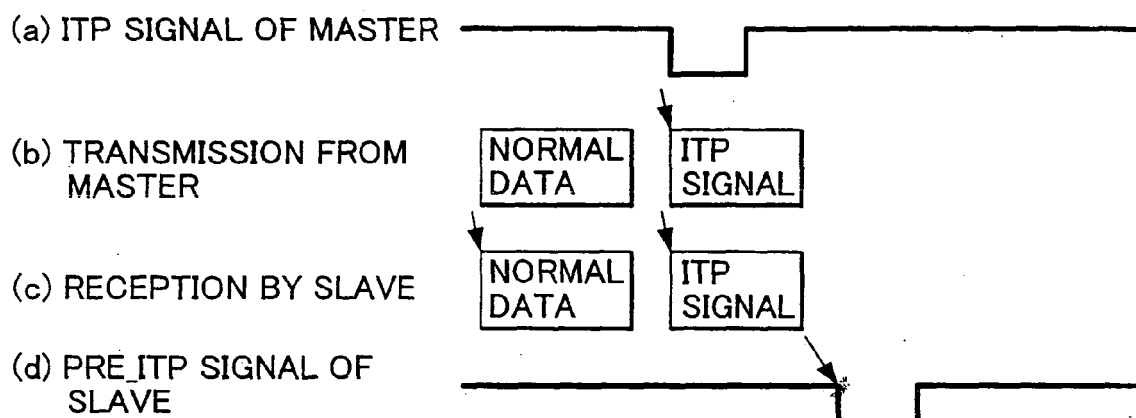 (a) ITP SIGNAL OF MASTER
(b) TRANSMISSION FROM
MASTER
NORMAL
DATA
ITP
SIGNAL
(c) RECEPTION BY SLAVE
NORMAL
DATA
ITP
SIGNAL
(d) PRE_ITP SIGNAL OF
SLAVE